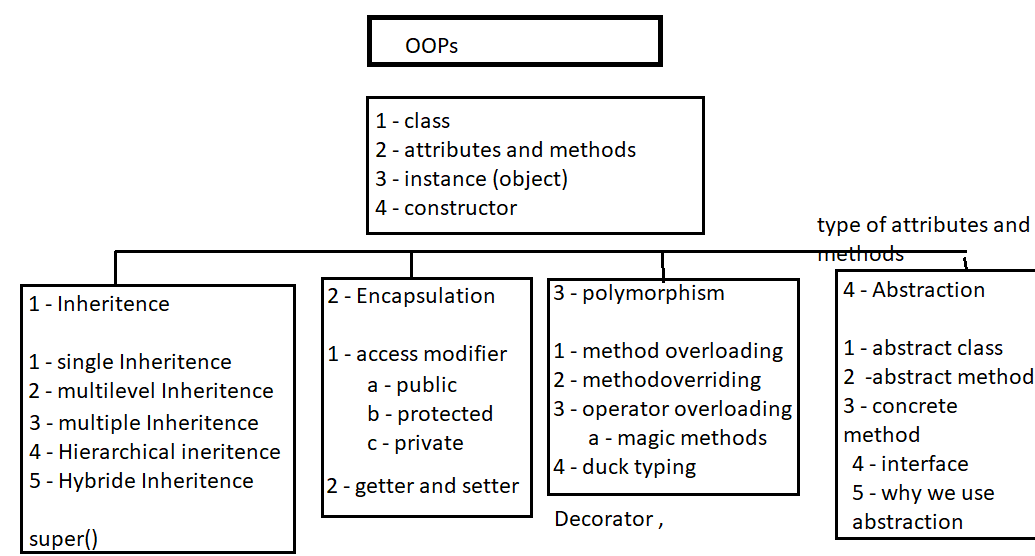 OOPs
1 - class
2 - attributes and methods
3 - instance (object)
4 - constructor
type of attributes and
methods
1 - Inheritence
1 - single Inheritence
2 - multilevel Inheritence
3 - multiple Inheritence
4 - Hierarchical ineritence
5 - Hybride Inheritence
super()
2 - Encapsulation
1 - access modifier
a - public
b - protected
c - private
2 - getter and setter
3 - polymorphism
1 - method overloading
2 - methodoverriding
3 - operator overloading
a - magic methods
4 - duck typing
Decorator ,
4 - Abstraction
1 - abstract class
2 -abstract method
3 - concrete
method
4 - interface
5 - why we use
abstraction